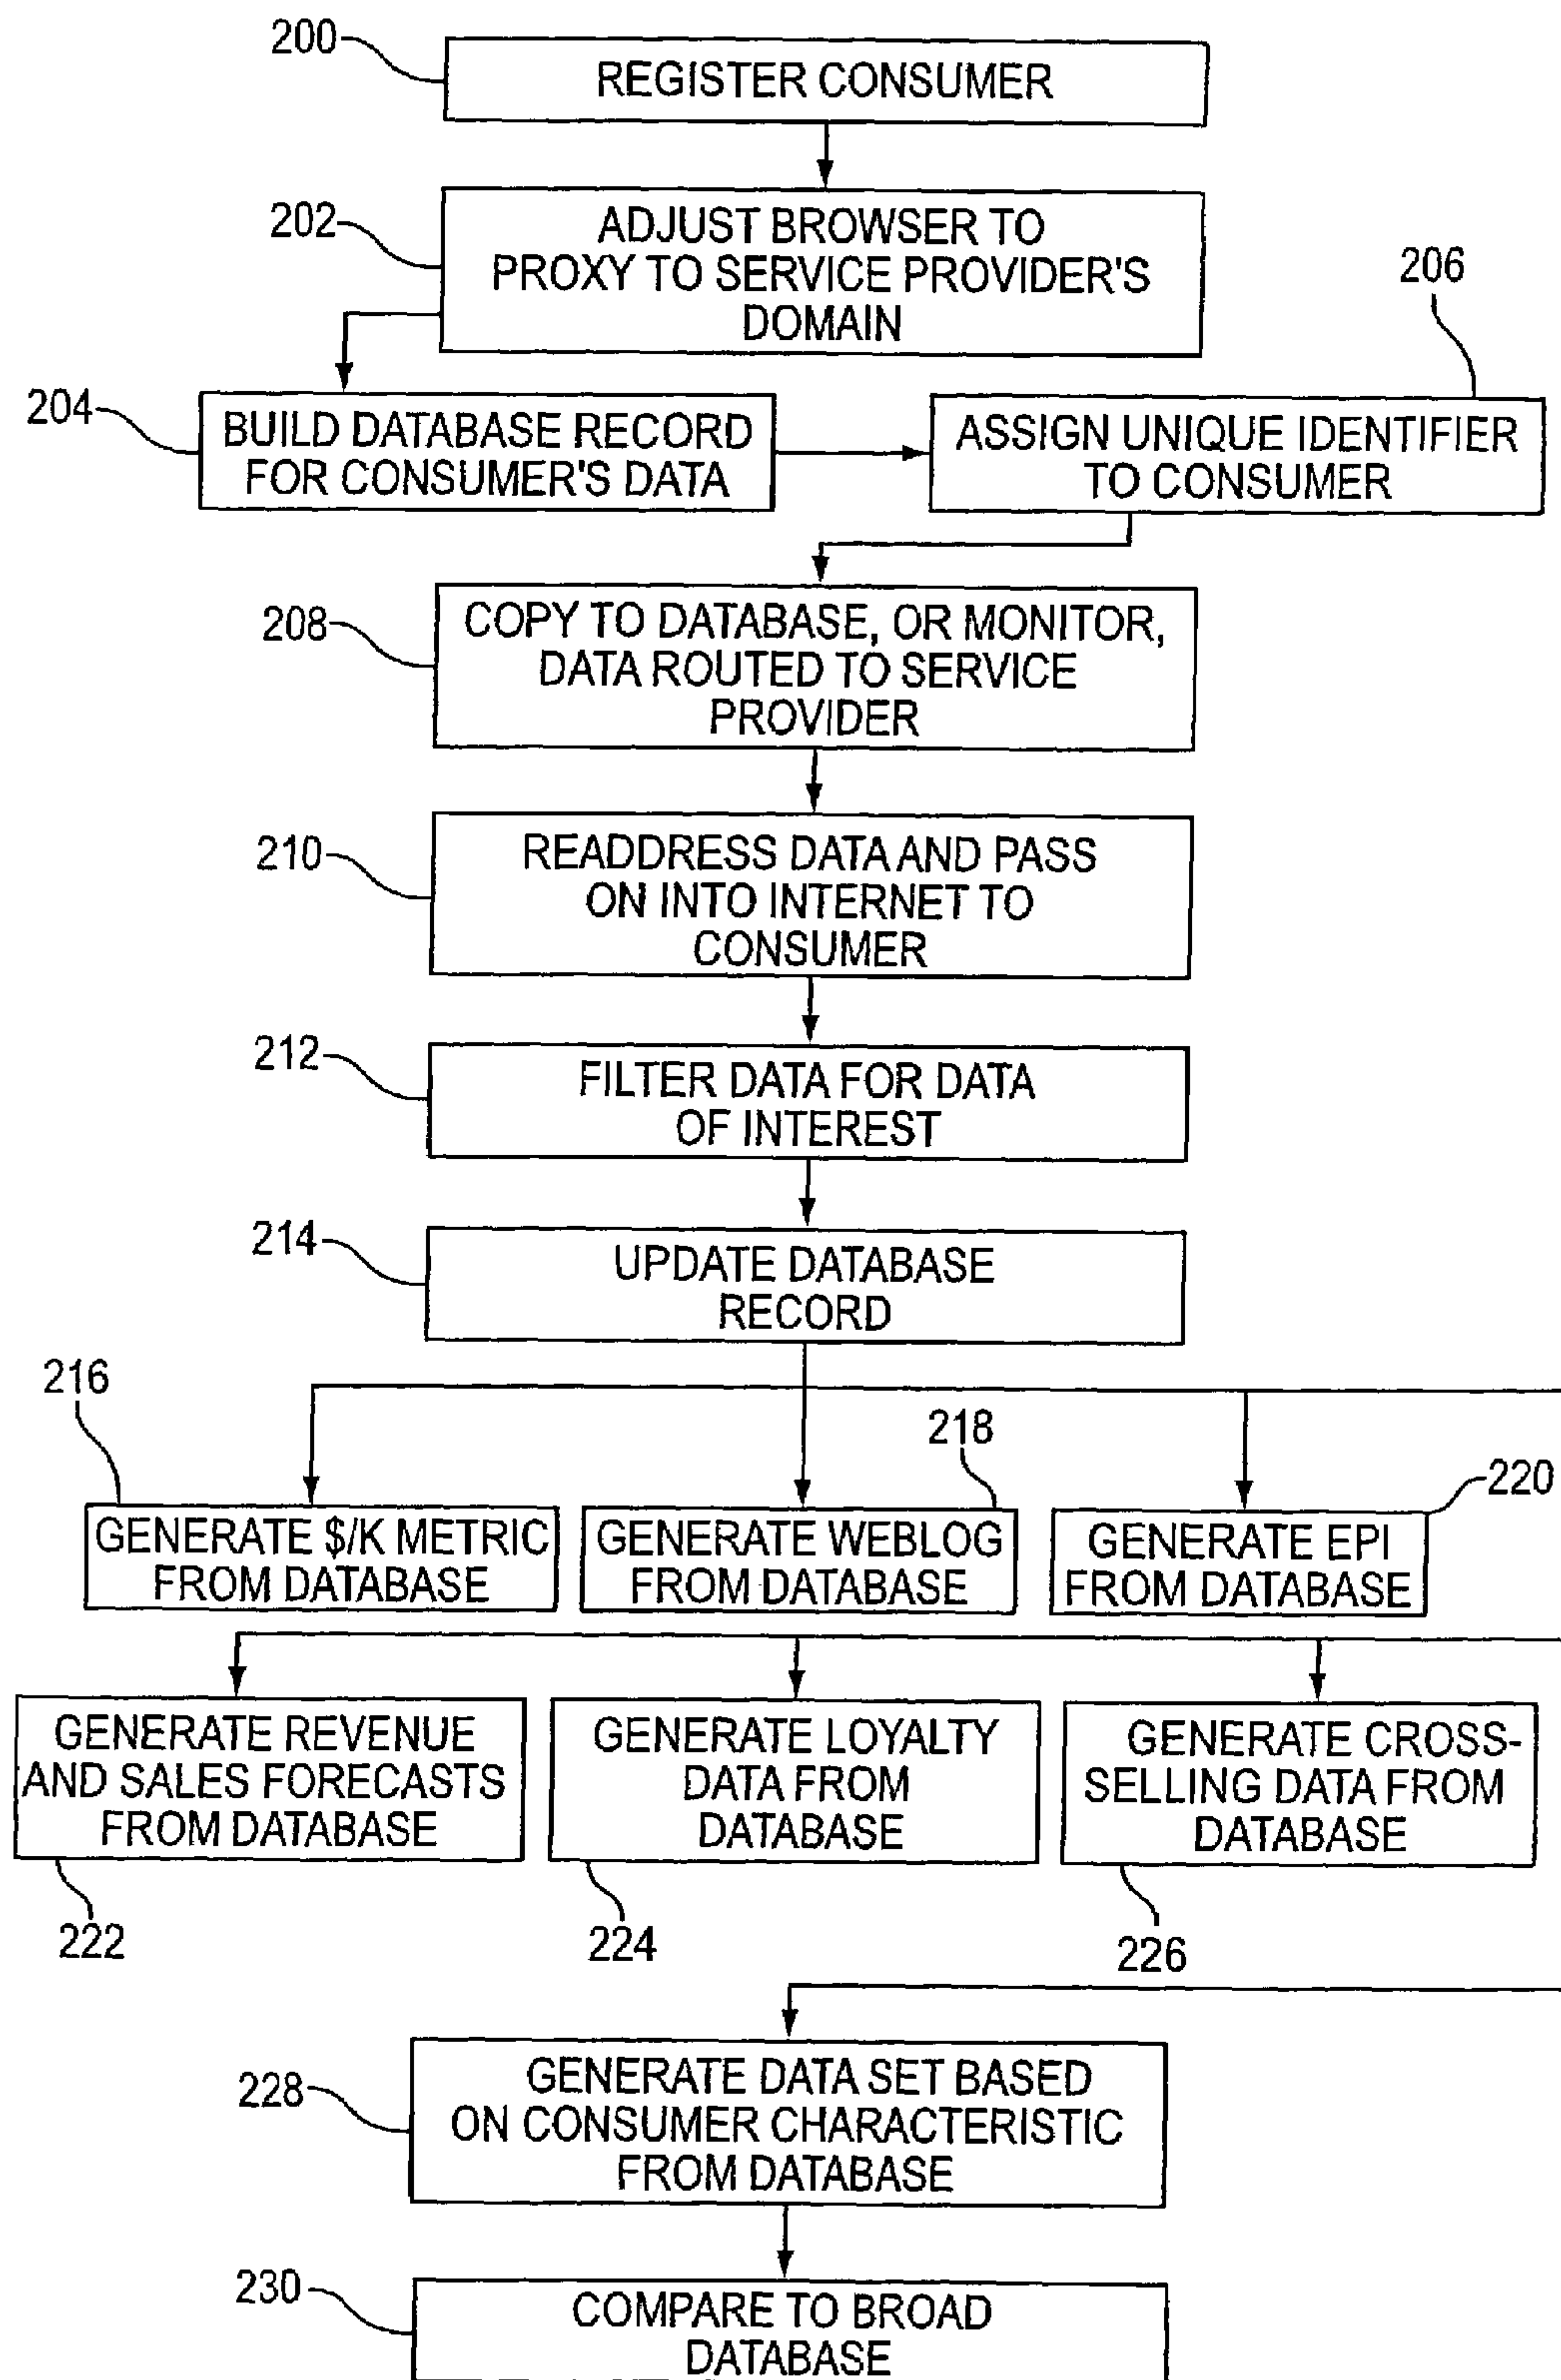 200
REGISTER CONSUMER
202
ADJUST BROWSER TO
PROXY TO SERVICE PROVIDER'S
DOMAIN
206
204
BUILD DATABASE RECORD
FOR CONSUMER'S DATA
ASSIGN UNIQUE IDENTIFIER
TO CONSUMER
208
COPY TO DATABASE, OR MONITOR,
DATA ROUTED TO SERVICE
PROVIDER
210
READDRESS DATA AND PASS
ON INTO INTERNET TO
CONSUMER
212
FILTER DATA FOR DATA
OF INTEREST
214
UPDATE DATABASE
RECORD
216
218
220
GENERATE $/K METRIC
FROM DATABASE
GENERATE WEBLOG
FROM DATABASE
GENERATE EPI
FROM DATABASE
GENERATE REVENUE
AND SALES FORECASTS
FROM DATABASE
GENERATE LOYALTY
DATA FROM
DATABASE
GENERATE CROSS-
SELLING DATA FROM
DATABASE
222
224
226
228
GENERATE DATA SET BASED
ON CONSUMER CHARACTERISTIC
FROM DATABASE
230
COMPARE TO BROAD
DATABASE